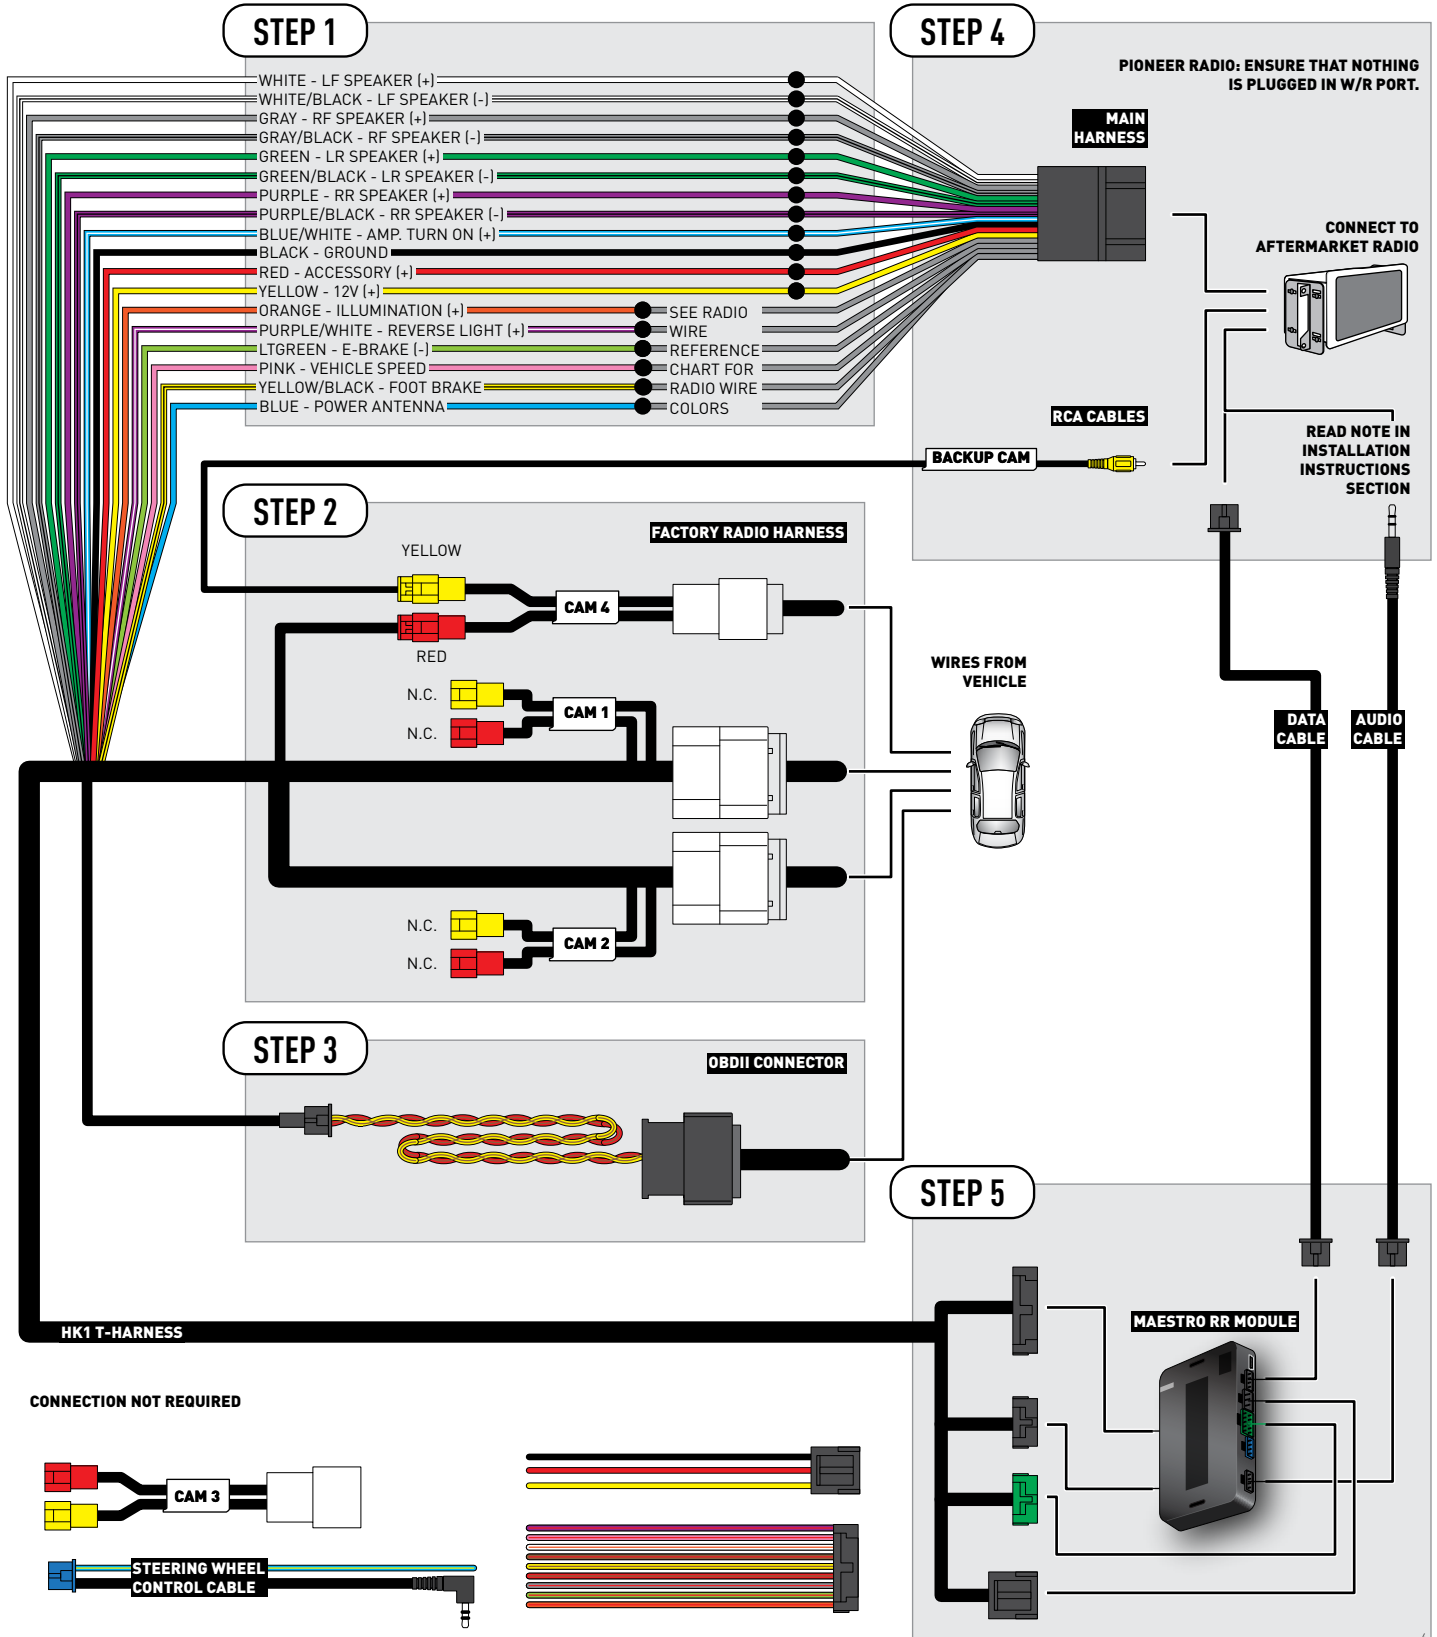 STEP 1
WHITE - LF SPEAKER (+)
WHITE/BLACK - LF SPEAKER (-)
GRAY - RF SPEAKER (+)
GRAY/BLACK - RF SPEAKER (-)
GREEN - LR SPEAKER (+)
GREEN/BLACK - LR SPEAKER (-)
PURPLE - RR SPEAKER (+)
PURPLE/BLACK - RR SPEAKER (-)
BLUE/WHITE - AMP. TURN ON (+)
BLACK - GROUND
RED - ACCESSORY (+)
YELLOW - 12V (+)
ORANGE - ILLUMINATION (+)
PURPLE/WHITE - REVERSE LIGHT (+)
LTGREEN - E-BRAKE (-)
PINK - VEHICLE SPEED
YELLOW/BLACK - FOOT BRAKE
BLUE - POWER ANTENNA
SEE RADIO
WIRE
REFERENCE
CHART FOR
RADIO WIRE
COLORS
STEP 4
PIONEER RADIO: ENSURE THAT NOTHING
IS PLUGGED IN W/R PORT.
MAIN
HARNESS
CONNECT TO
AFTERMARKET RADIO
RCA CABLES
BACKUP CAM
READ NOTE IN
INSTALLATION
INSTRUCTIONS
SECTION
STEP 2
FACTORY RADIO HARNESS
YELLOW
CAM 4
RED
N.C.
CAM 1
N.C.
WIRES FROM
VEHICLE
DATA
CABLE
AUDIO
CABLE
N.C.
CAM 2
N.C.
STEP 3
OBDII CONNECTOR
STEP 5
MAESTRO RR MODULE
HK1 T-HARNESS
CONNECTION NOT REQUIRED
CAM 3
STEERING WHEEL
CONTROL CABLE